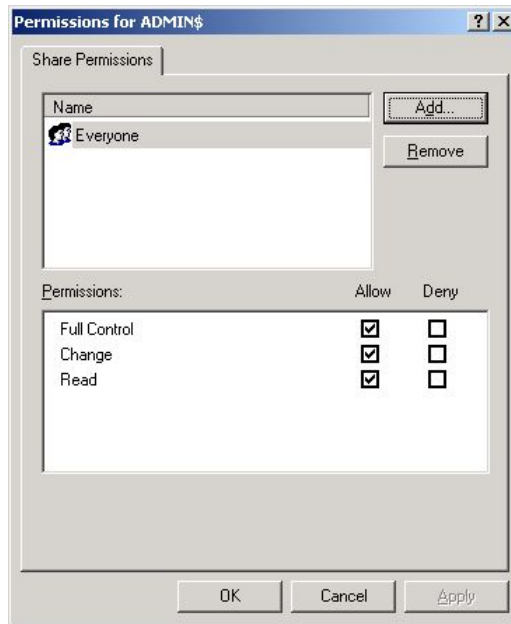 Permissions for ADMIN$
Share Permissions
Name
Add...
Everyone
Remove
Permissions: Allow Deny
Full Control
Change
Read
OK Cancel Apply